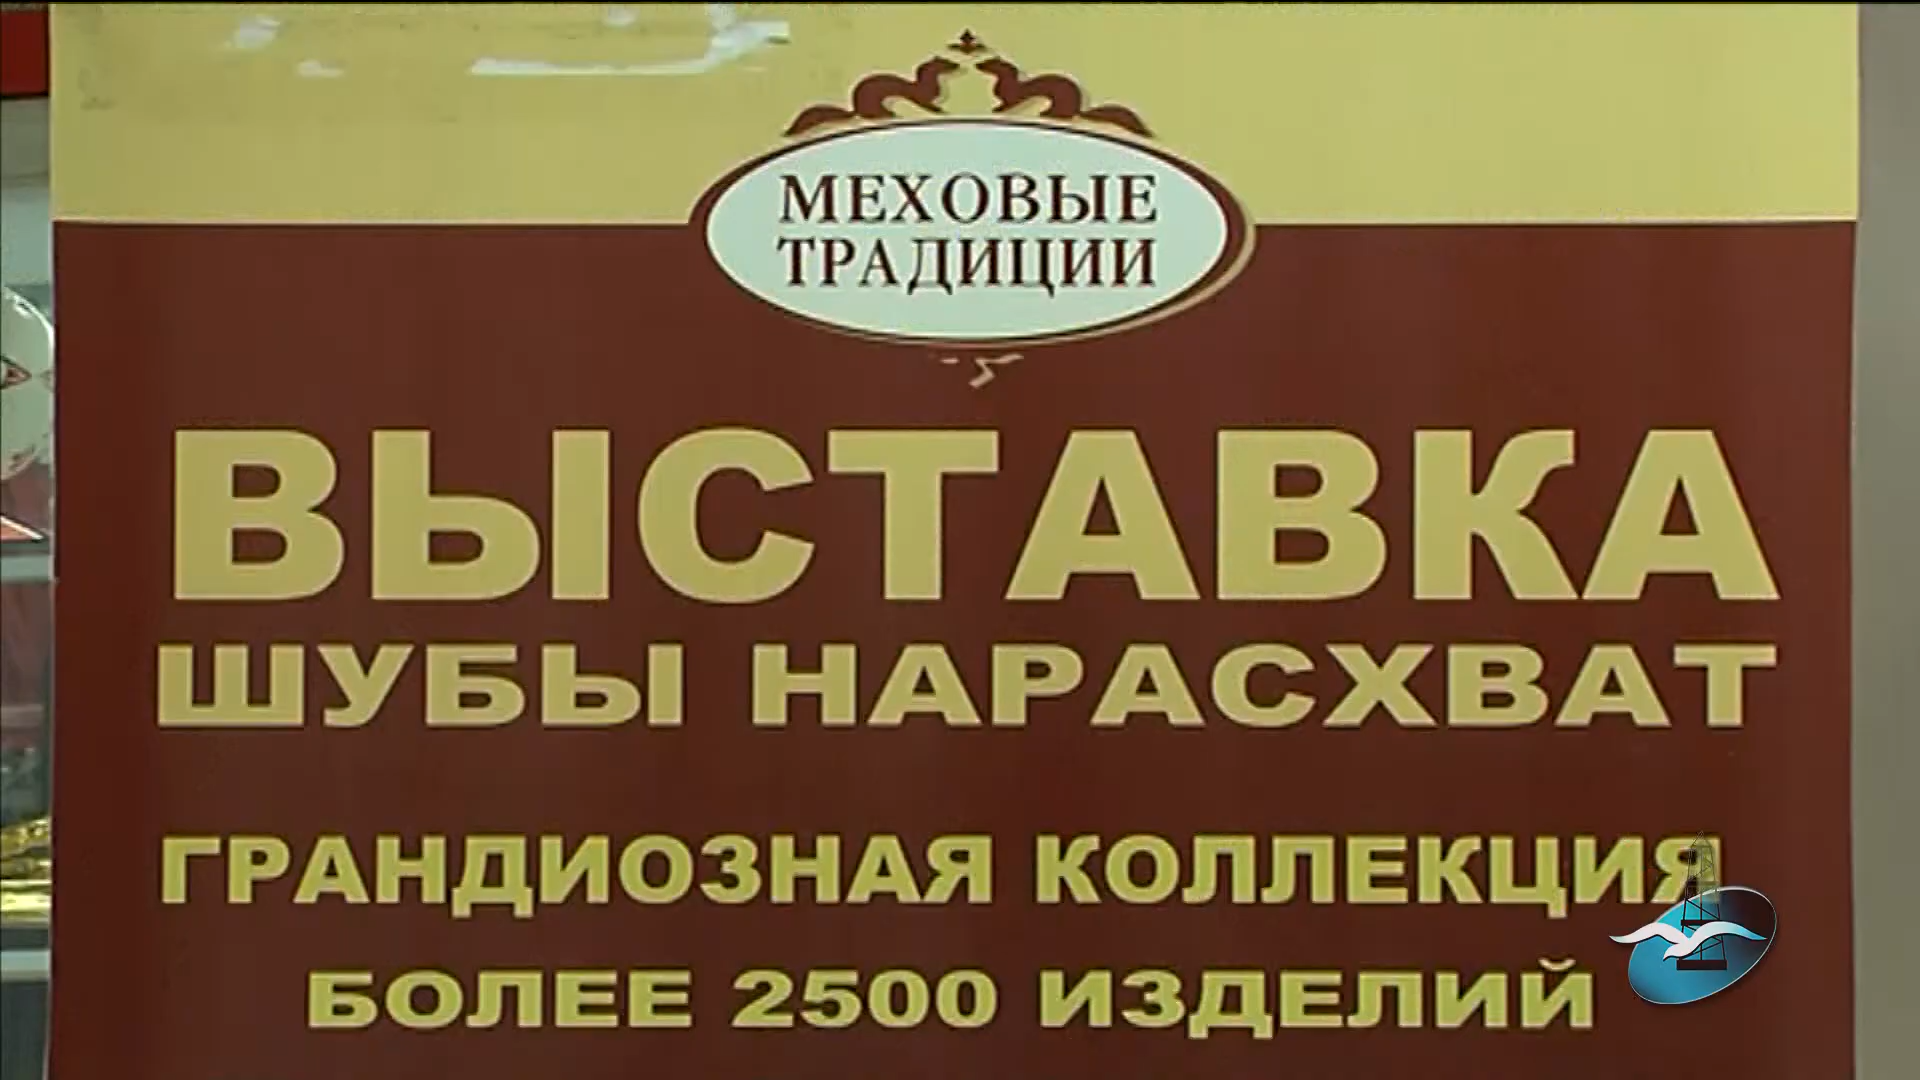 МЕХОВЫЕ
ТРАДИЦИИ
ВЫСТАВКА
ШУБЫ НАРАСХВАТ
ГРАНДИОЗНАЯ КОЛЛЕКЦИЯ
БОЛЕЕ 2500 ИЗДЕЛИЙ